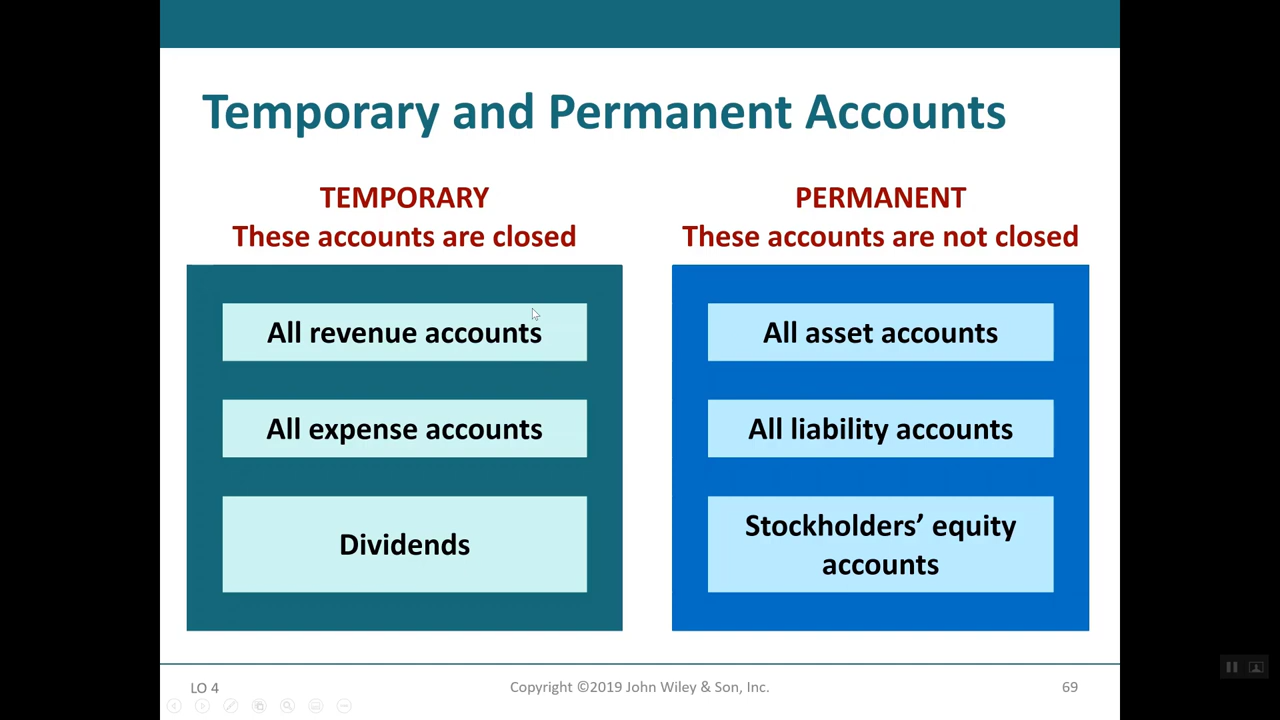 Temporary and Permanent Accounts
TEMPORARY
These accounts are closed
All revenue accounts
All expense accounts
Dividends
PERMANENT
These accounts are not closed
All asset accounts
All liability accounts
Stockholders’ equity
accounts
LO 4
Copyright ©2019 John Wiley & Son, Inc.
69